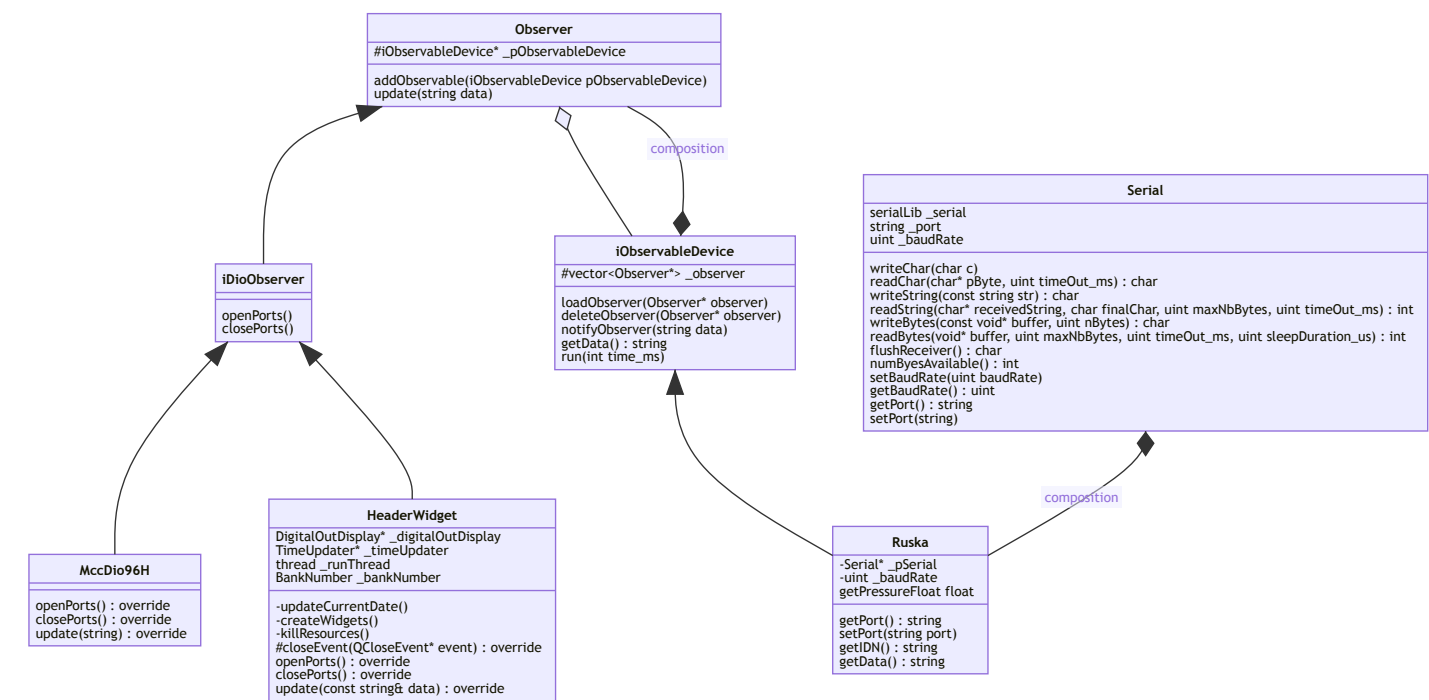 Observer
#iObservableDevice* _pObservableDevice
addObservable(iObservableDevice pObservableDevice)
update(string data)
composition
Serial
serialLib _serial
string _port
uint _baudRate
writeChar(char c)
readChar(char* pByte, uint timeOut_ms) : char
writeString(const string str) : char
readString(char* receivedString, char finalChar, uint maxNbBytes, uint timeOut_ms) : int
writeBytes(const void* buffer, uint nBytes) : char
readBytes(void* buffer, uint maxNbBytes, uint timeOut_ms, uint sleepDuration_us) : int
flushReceiver() : char
numByesAvailable() : int
setBaudRate(uint baudRate)
getBaudRate() : uint
getPort() : string
setPort(string)
iObservableDevice
#vector<Observer*> _observer
loadObserver(Observer* observer)
deleteObserver(Observer* observer)
notifyObserver(string data)
getData() : string
run(int time_ms)
iDioObserver
openPorts()
closePorts()
composition
HeaderWidget
DigitalOutDisplay* _digitalOutDisplay
TimeUpdater* _timeUpdater
thread _runThread
BankNumber _bankNumber
-updateCurrentDate()
-createWidgets()
-killResources()
#closeEvent(QCloseEvent* event) : override
openPorts() : override
closePorts() : override
update(const string& data) : override
Ruska
-Serial* _pSerial
-uint _baudRate
getPressureFloat float
getPort() : string
setPort(string port)
getIDN() : string
getData() : string
MccDio96H
openPorts() : override
closePorts() : override
update(string) : override